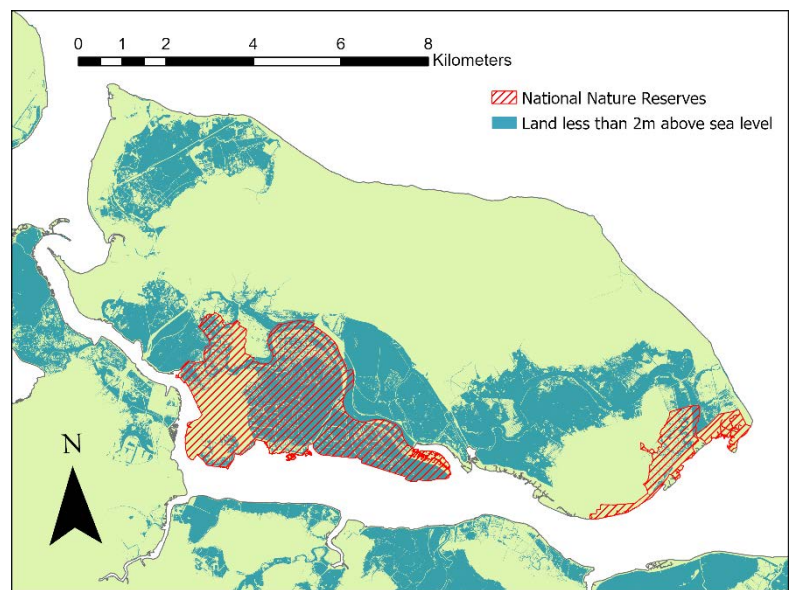 0 1 2 4 6 8
Kilometers
National Nature Reserves
Land less than 2m above sea level
N